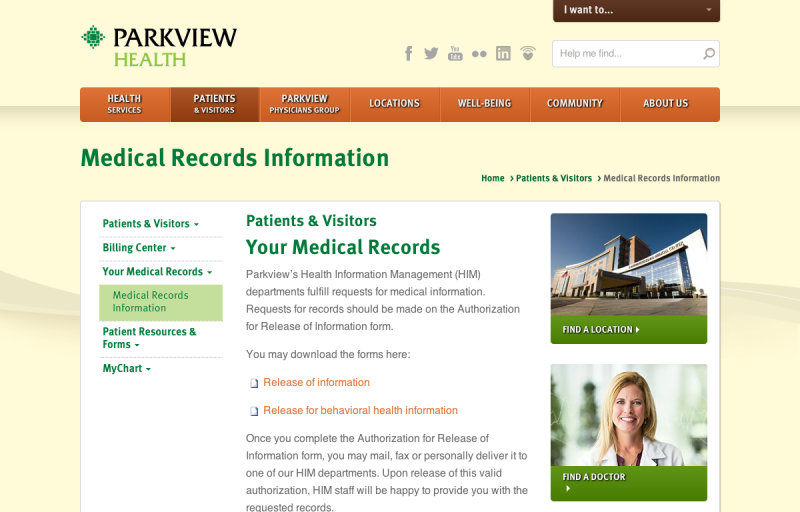 I want to...
PARKVIEW
HEALTH
Help me find...
HEALTH
SERVICES
PATIENTS
& VISITORS
PARKVIEW
PHYSICIANS GROUP
LOCATIONS
WELL-BEING
COMMUNITY
ABOUT US
Medical Records Information
Home > Patients & Visitors > Medical Records Information
Patients & Visitors
Billing Center
Your Medical Records
Medical Records
Information
Patient Resources &
Forms
MyChart
Patients & Visitors
Your Medical Records
Parkview's Health Information Management (HIM)
departments fulfill requests for medical information.
Requests for records should be made on the Authorization
for Release of Information form.
You may download the forms here:
Release of information
Release for behavioral health information
Once you complete the Authorization for Release of
Information form, you may mail, fax or personally deliver it to
one of our HIM departments. Upon release of this valid
authorization, HIM staff will be happy to provide you with the
requested records.
FIND A LOCATION
FIND A DOCTOR